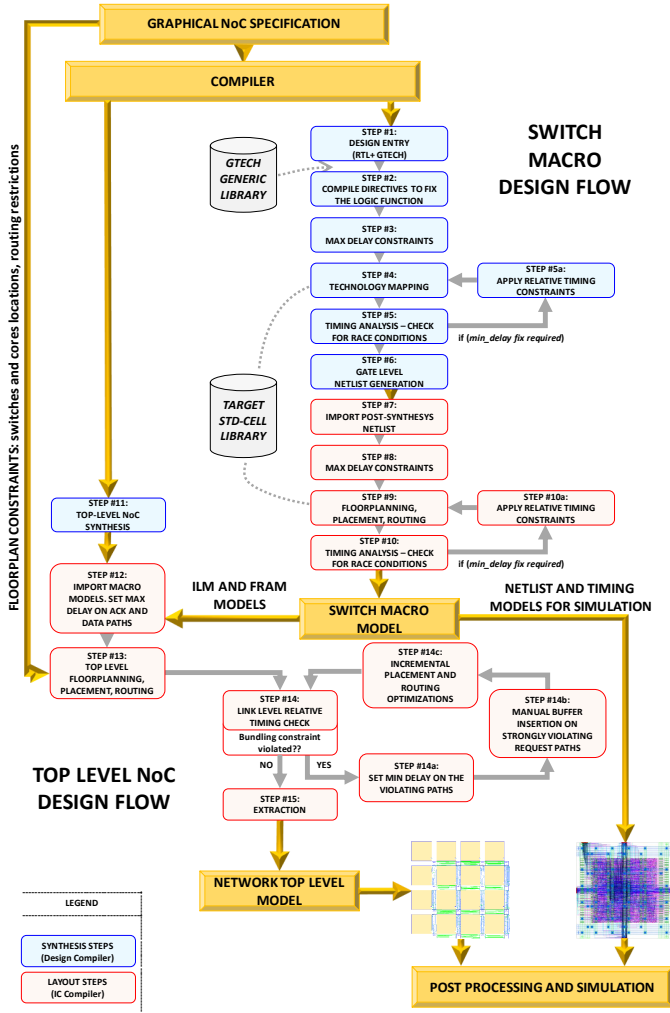 GRAPHICAL NoC SPECIFICATION
COMPILER
FLOORPLAN CONSTRAINTS: switches and cores locations, routing restrictions
SWITCH
MACRO
DESIGN FLOW
STEP #1:
DESIGN ENTRY
(RTL+ GTECH)
GTECH
GENERIC
LIBRARY
STEP #2:
COMPILE DIRECTIVES TO FIX
THE LOGIC FUNCTION
STEP #3:
MAX DELAY CONSTRAINTS
STEP #4:
TECHNOLOGY MAPPING
STEP #5a:
APPLY RELATIVE TIMING
CONSTRAINTS
STEP #5:
TIMING ANALYSIS – CHECK
FOR RACE CONDITIONS
if (min_delay fix required)
STEP #6:
GATE LEVEL
NETLIST GENERATION
TARGET
STD-CELL
LIBRARY
STEP #7:
IMPORT POST-SYNTHESYS
NETLIST
STEP #8:
MAX DELAY CONSTRAINTS
STEP #9:
FLOORPLANNING,
PLACEMENT, ROUTING
STEP #10a:
APPLY RELATIVE TIMING
CONSTRAINTS
STEP #10:
TIMING ANALYSIS – CHECK
FOR RACE CONDITIONS
if (min_delay fix required)
STEP #11:
TOP-LEVEL NoC
SYNTHESIS
STEP #12:
IMPORT MACRO
MODELS. SET MAX
DELAY ON ACK AND
DATA PATHS
ILM AND FRAM
MODELS
SWITCH MACRO
MODEL
NETLIST AND TIMING
MODELS FOR SIMULATION
STEP #13:
TOP LEVEL
FLOORPLANNING,
PLACEMENT, ROUTING
STEP #14c:
INCREMENTAL
PLACEMENT AND
ROUTING
OPTIMIZATIONS
STEP #14:
LINK LEVEL RELATIVE
TIMING CHECK
Bundling constraint
violated??
STEP #14b:
MANUAL BUFFER
INSERTION ON
STRONGLY VIOLATING
REQUEST PATHS
NO
YES
STEP #14a:
SET MIN DELAY ON THE
VIOLATING PATHS
TOP LEVEL NoC
DESIGN FLOW
STEP #15:
EXTRACTION
NETWORK TOP LEVEL
MODEL
LEGEND
SYNTHESIS STEPS
(Design Compiler)
LAYOUT STEPS
(IC Compiler)
POST PROCESSING AND SIMULATION